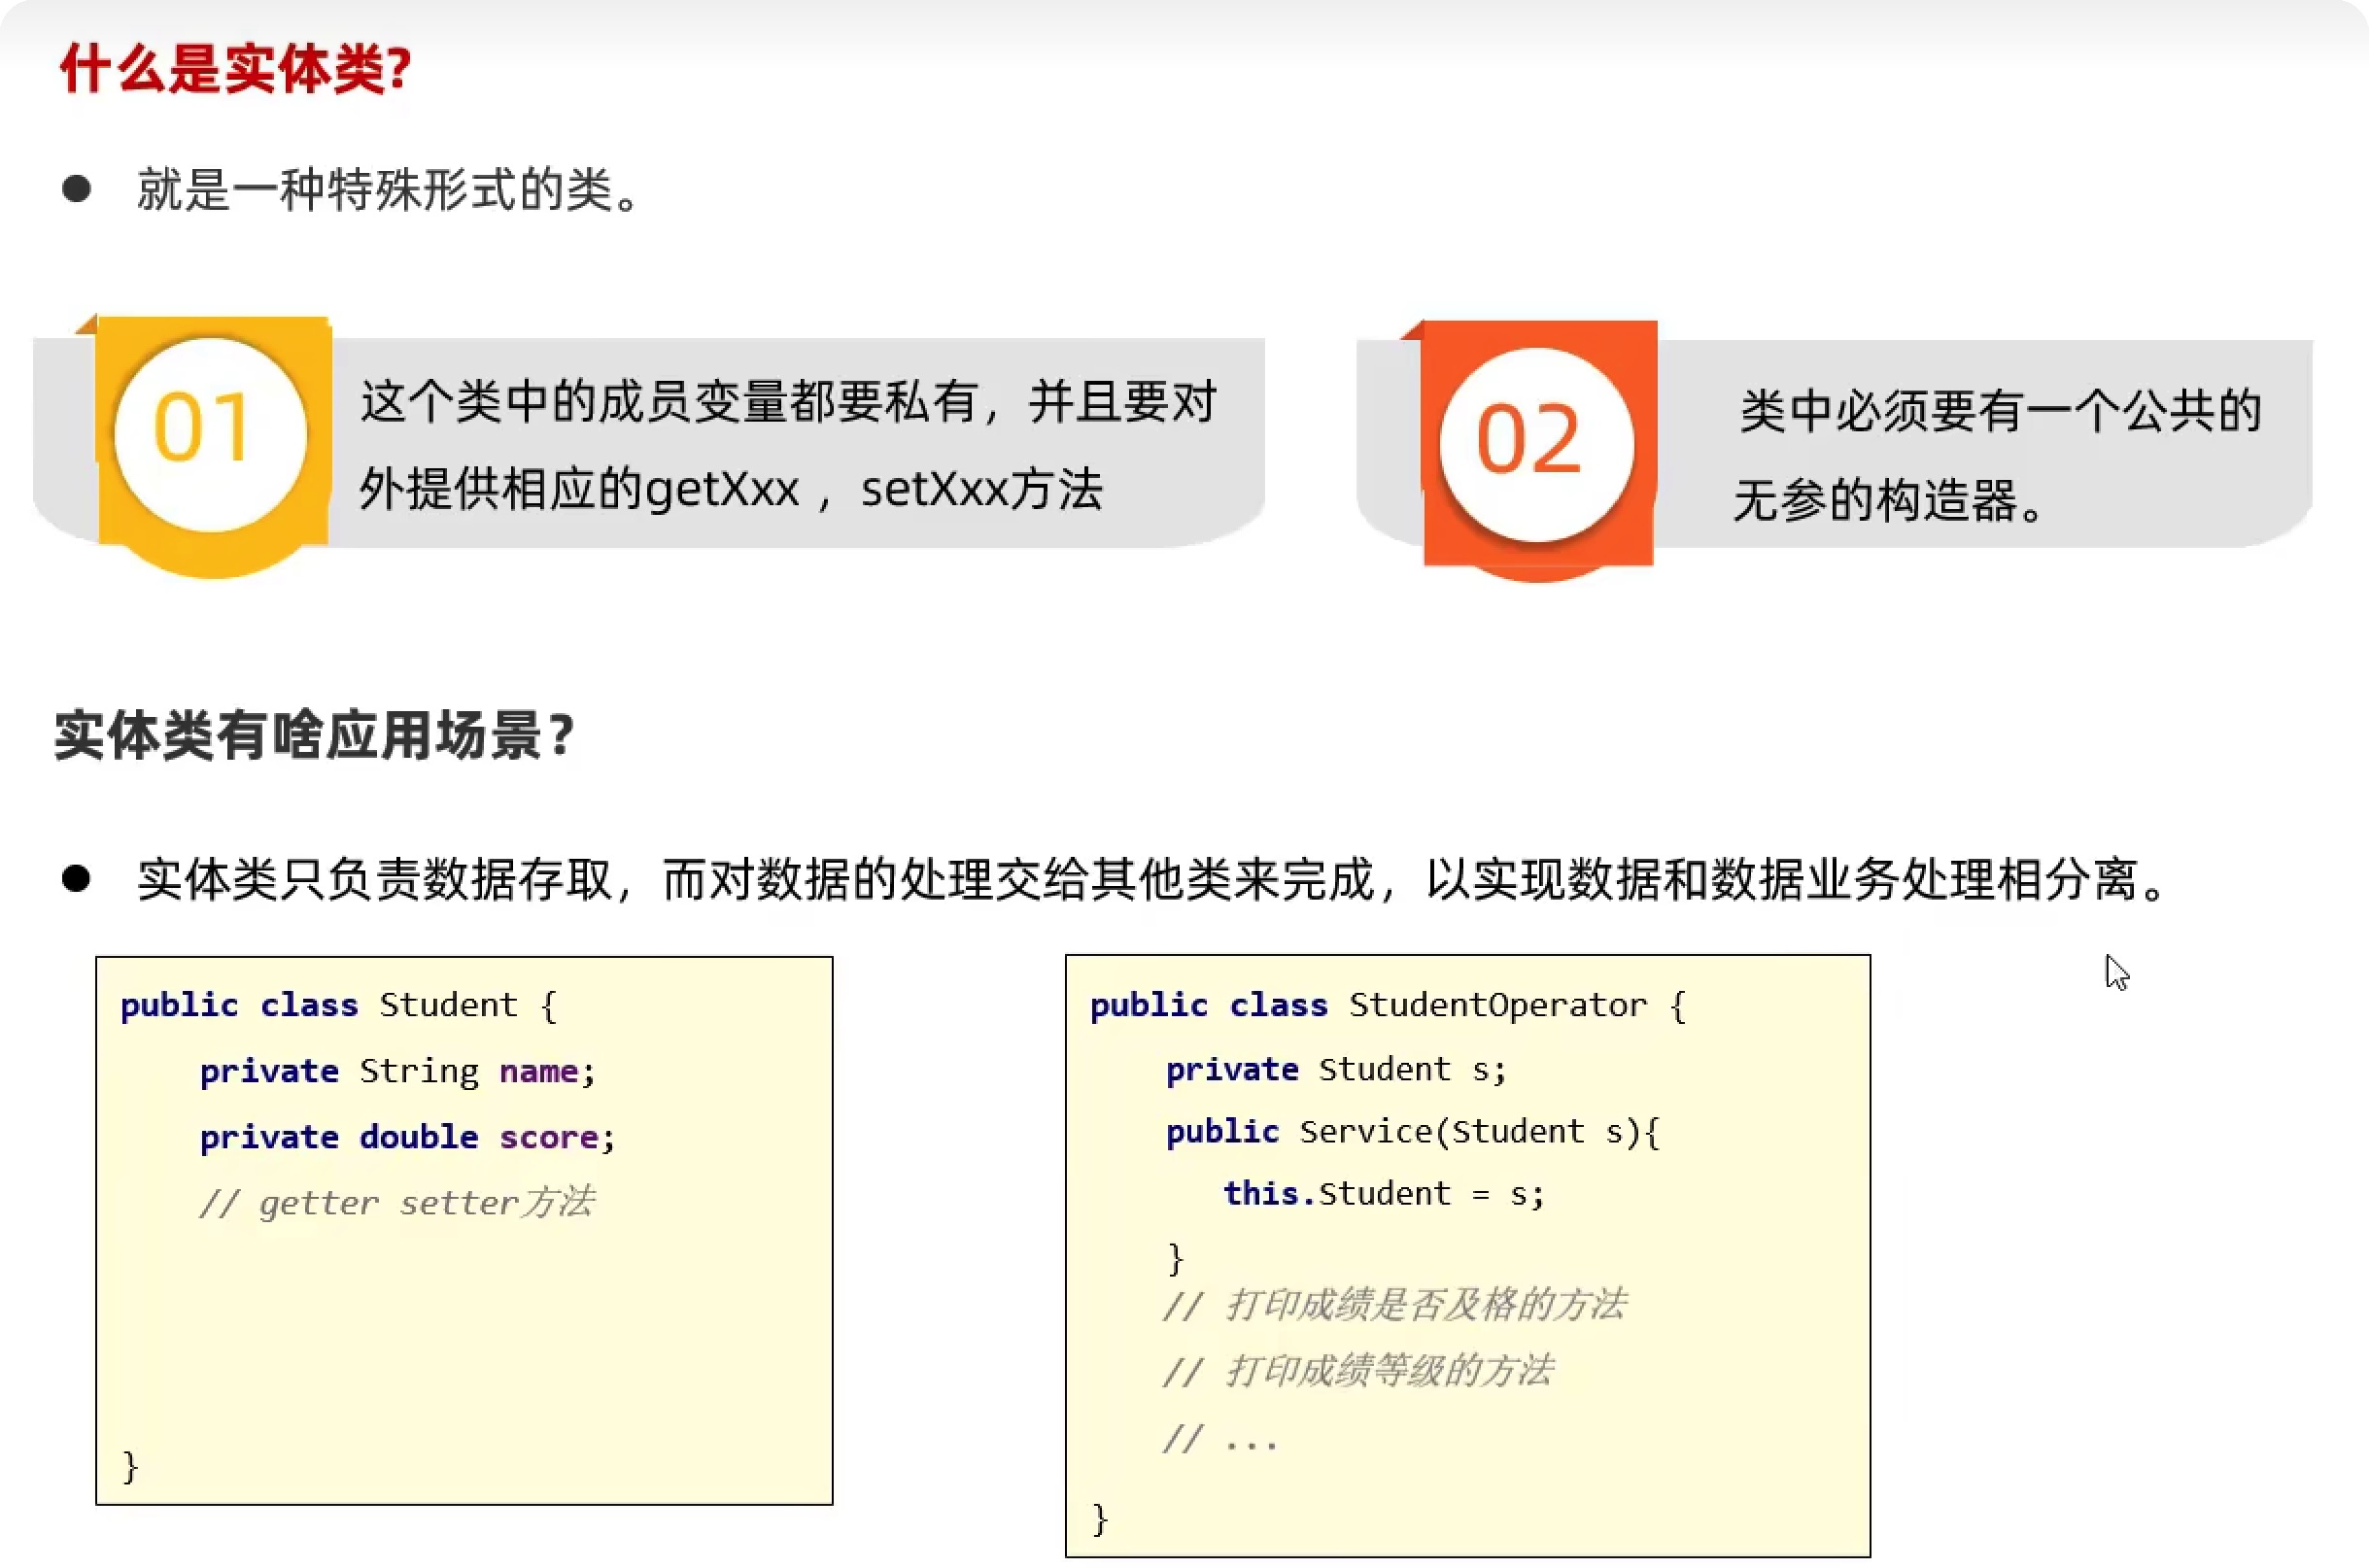 什么是实体类?
● 就是一种特殊形式的类。
01
这个类中的成员变量都要私有，并且要对
外提供相应的getXxx ，setXxx方法
02
类中必须要有一个公共的
无参的构造器。
实体类有啥应用场景？
● 实体类只负责数据存取，而对数据的处理交给其他类来完成，以实现数据和数据业务处理相分离。
public class Student {
private String name;
private double score;
// getter setter方法
}
public class StudentOperator {
private Student s;
public Service(Student s){
this.Student = s;
}
// 打印成绩是否及格的方法
// 打印成绩等级的方法
// ...
}